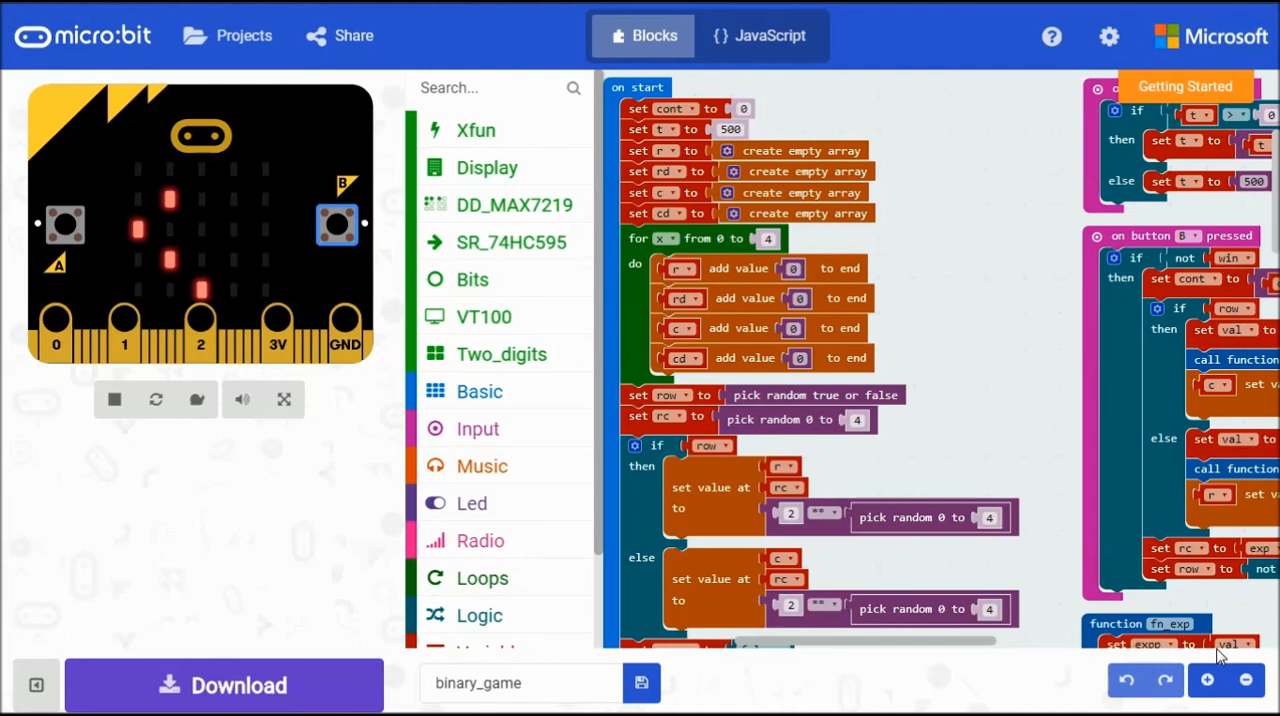 micro:bit Projects Share Blocks {} JavaScript ? Microsoft
Getting Started
A
B
0 1 2 3V GND
Download
Search...
Xfun
Display
DD_MAX7219
SR_74HC595
Bits
VT100
Two_digits
Basic
Input
Music
Led
Radio
Loops
Logic
on start
set cont to 0
set t to 500
set r to create empty array
set rd to create empty array
set c to create empty array
set cd to create empty array
for x from 0 to 4
do
r add value 0 to end
rd add value 0 to end
c add value 0 to end
cd add value 0 to end
set row to pick random true or false
set rc to pick random 0 to 4
if row
then
r
set value at rc
to 2 ** pick random 0 to 4
else
c
set value at rc
to 2 ** pick random 0 to 4
if t > 0
then set t to t
else set t to 500
on button B pressed
if not win
then set cont to
if row
then set val to
call function
c set va
else set val to
call function
r set va
set rc to exp
set row to not
function fn_exp
set expp to val
binary_game